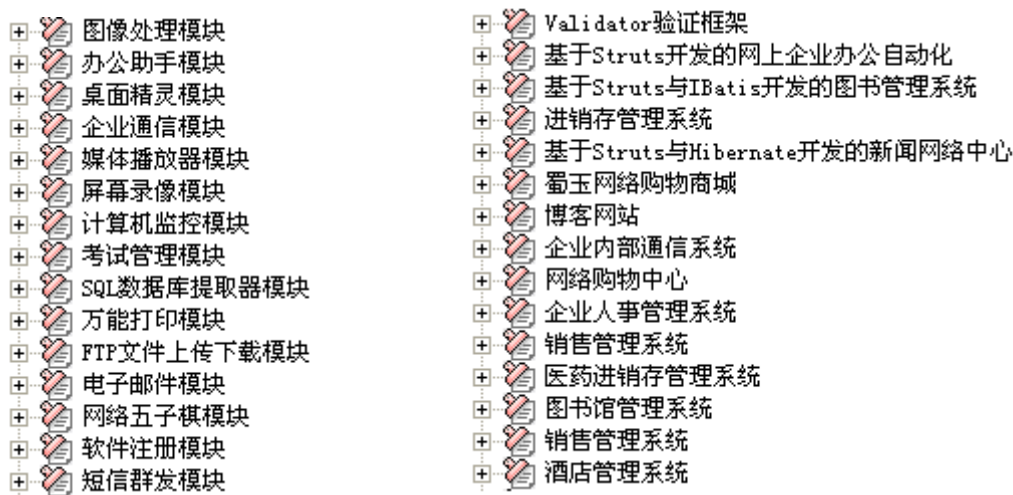 图像处理模块
办公助手模块
桌面精灵模块
企业通信模块
媒体播放器模块
屏幕录像模块
计算机监控模块
考试管理模块
SQL数据库提取器模块
万能打印模块
FTP文件上传下载模块
电子邮件模块
网络五子棋模块
软件注册模块
短信群发模块
Validator验证框架
基于Struts开发的网上企业办公自动化
基于Struts与IBatis开发的图书管理系统
进销存管理系统
基于Struts与Hibernate开发的新闻网络中心
蜀玉网络购物商城
博客网站
企业内部通信系统
网络购物中心
企业人事管理系统
销售管理系统
医药进销存管理系统
图书馆管理系统
销售管理系统
酒店管理系统